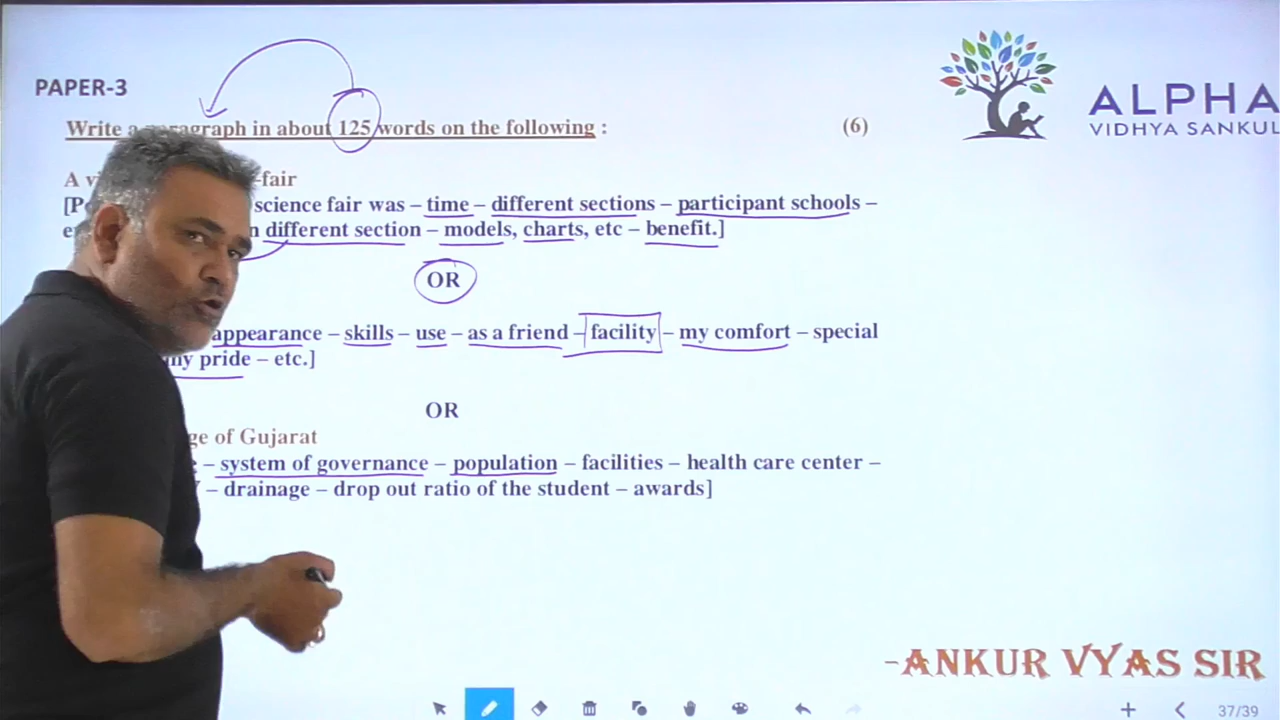 PAPER-3
Write a paragraph in about 125 words on the following :
(6)
ALPHA
VIDHYA SANKUL
A -fair
science fair was – time – different sections – participant schools –
different section – models, charts, etc – benefit.]
OR
appearance – skills – use – as a friend – facility – my comfort – special
my pride – etc.]
OR
of Gujarat
– system of governance – population – facilities – health care center –
– drainage – drop out ratio of the student – awards]
-ANKUR VYAS SIR
37/39